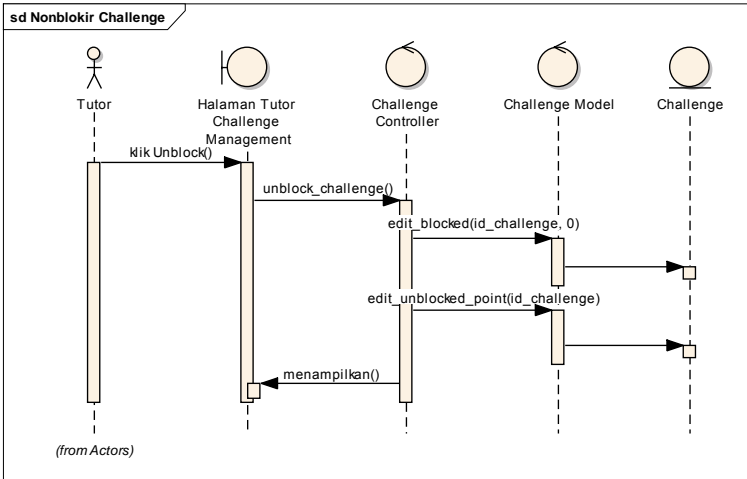 sd Nonblokir Challenge
Tutor
Halaman Tutor
Challenge
Management
Challenge
Controller
Challenge Model
Challenge
klik Unblock()
unblock_challenge()
edit_blocked(id_challenge, 0)
edit_unblocked_point(id_challenge)
menampilkan()
(from Actors)